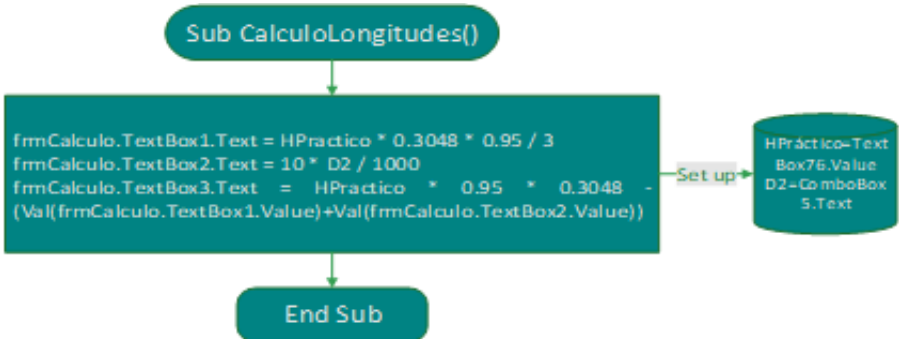 Sub CalculoLongitudes()
frmCalculo.TextBox1.Text = HPractico * 0.3048 * 0.95 / 3
frmCalculo.TextBox2.Text = 10 * D2 / 1000
frmCalculo.TextBox3.Text = HPractico * 0.95 * 0.3048 -
(Val(frmCalculo.TextBox1.Value)+Val(frmCalculo.TextBox2.Value))
Set up
HPráctico=Text
Box76.Value
D2=ComboBox
5.Text
End Sub